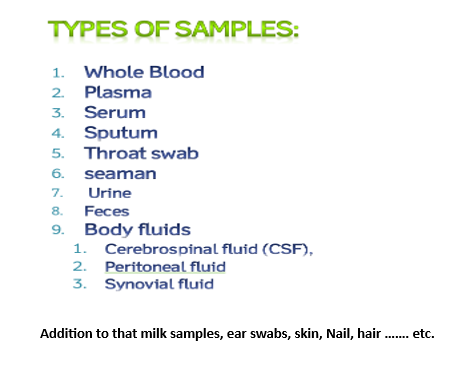 TYPES OF SAMPLES:
1. Whole Blood
2. Plasma
3. Serum
4. Sputum
5. Throat swab
6. seaman
7. Urine
8. Feces
9. Body fluids
1. Cerebrospinal fluid (CSF),
2. Peritoneal fluid
3. Synovial fluid
Addition to that milk samples, ear swabs, skin, Nail, hair ....... etc.